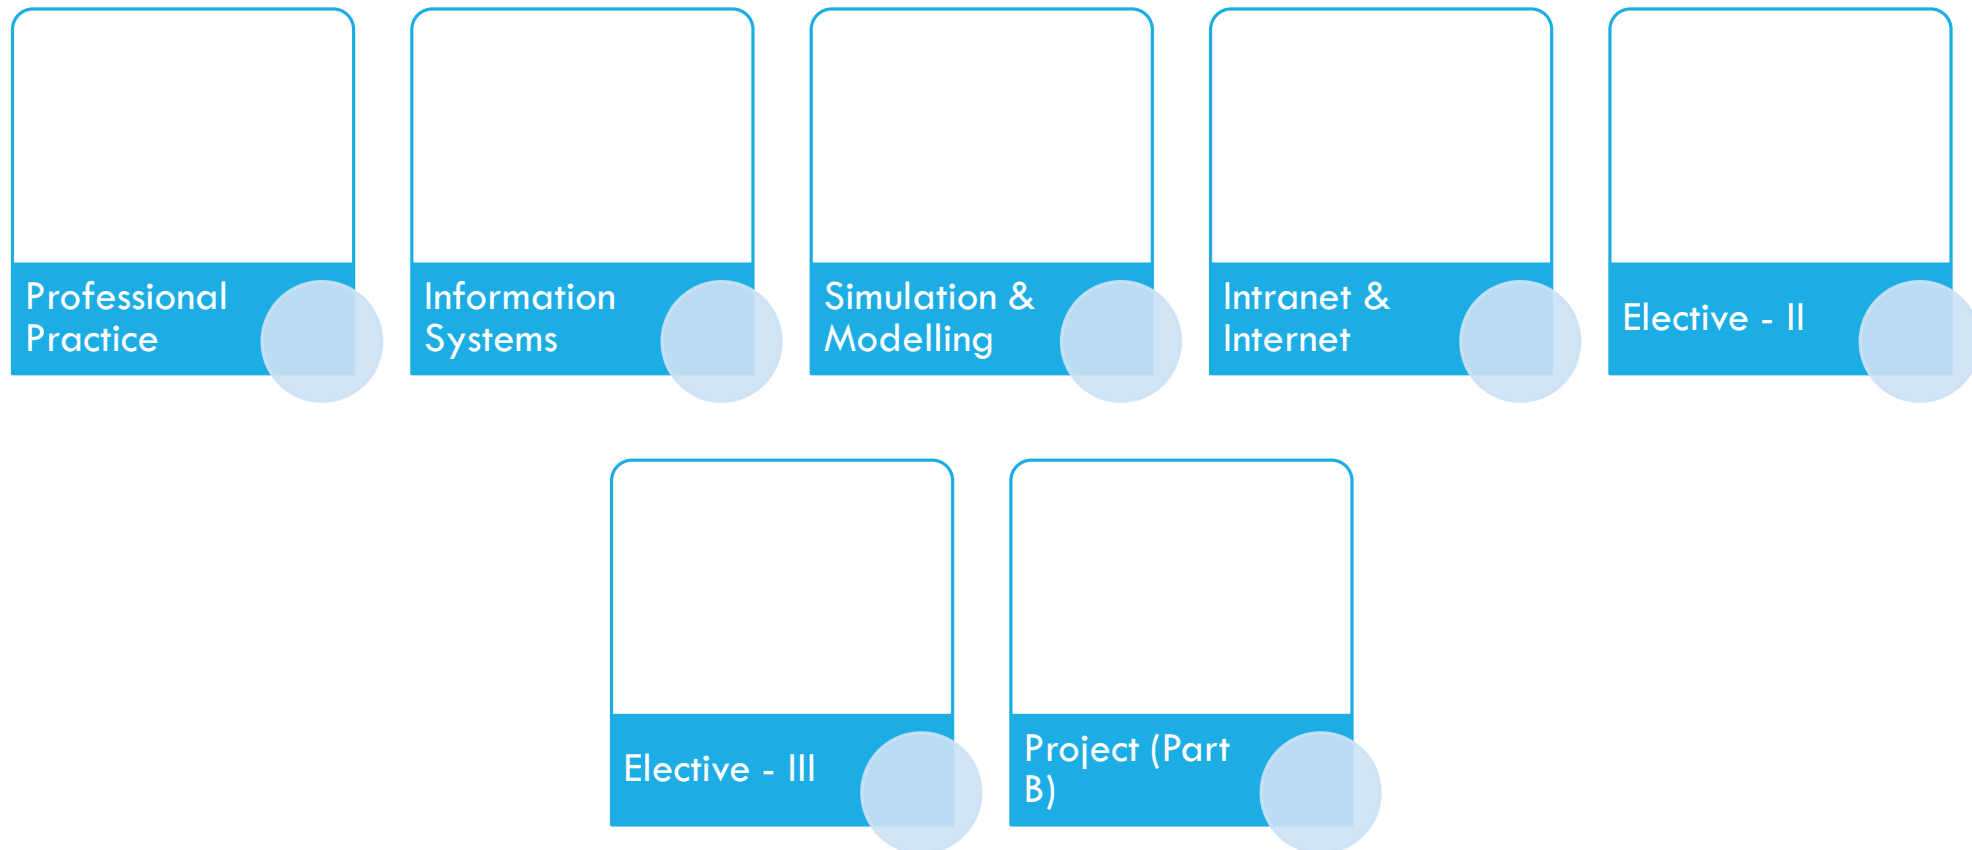 Professional
Practice
Information
Systems
Simulation &
Modelling
Intranet &
Internet
Elective - II
Elective - III
Project (Part
B)